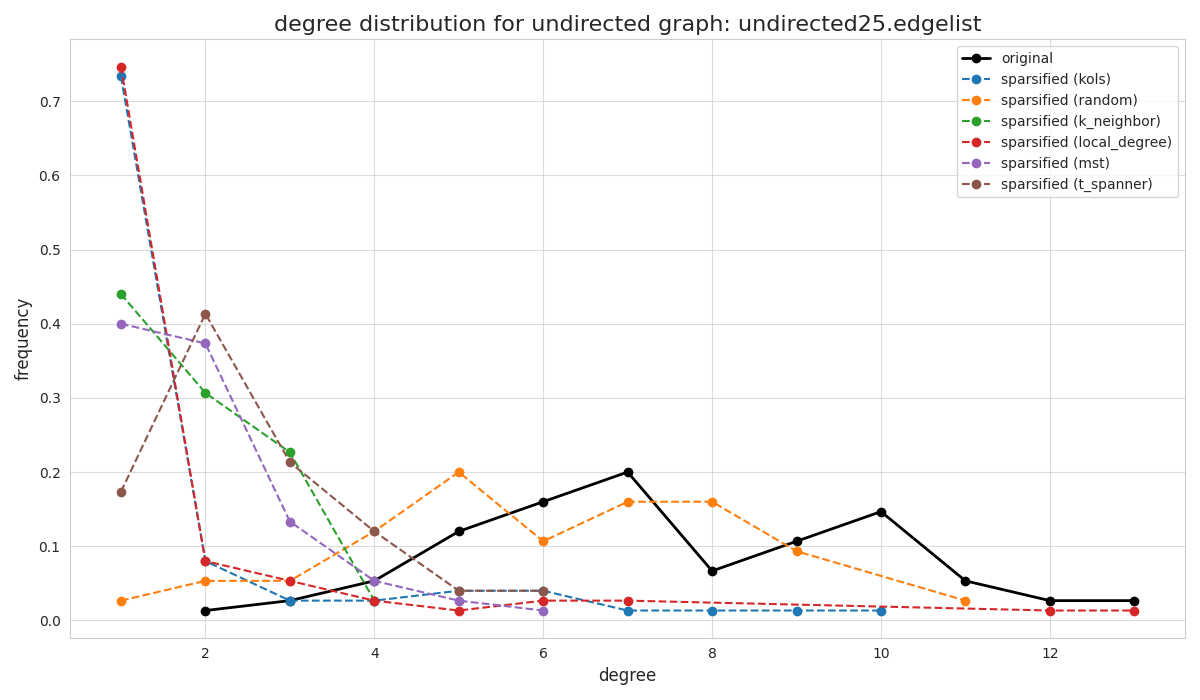 degree distribution for undirected graph: undirected25.edgelist
original
sparsified (kols)
sparsified (random)
sparsified (k_neighbor)
sparsified (local_degree)
sparsified (mst)
sparsified (t_spanner)
frequency
0.7
0.6
0.5
0.4
0.3
0.2
0.1
0.0
2 4 6 8 10 12
degree